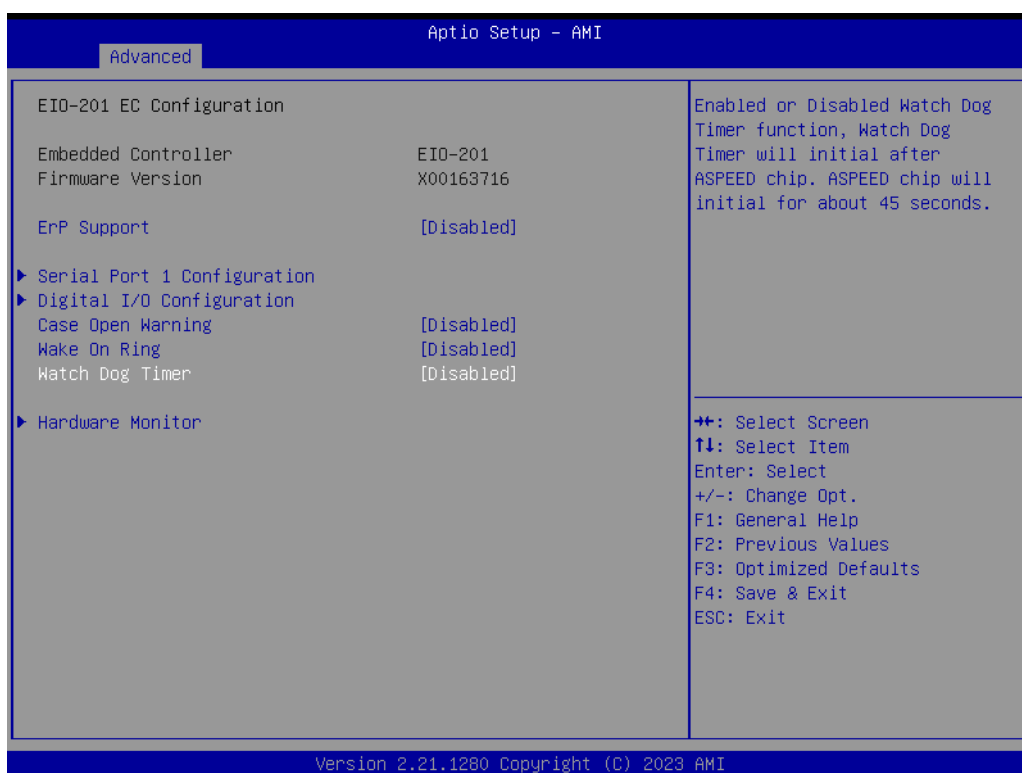 Aptio Setup – AMI
Advanced
EIO-201 EC Configuration
Embedded Controller EIO-201
Firmware Version X00163716
ErP Support [Disabled]
Serial Port 1 Configuration
Digital I/O Configuration
Case Open Warning [Disabled]
Wake On Ring [Disabled]
Watch Dog Timer [Disabled]
Hardware Monitor
Enabled or Disabled Watch Dog
Timer function, Watch Dog
Timer will initial after
ASPEED chip. ASPEED chip will
initial for about 45 seconds.
→←: Select Screen
↑↓: Select Item
Enter: Select
+/-: Change Opt.
F1: General Help
F2: Previous Values
F3: Optimized Defaults
F4: Save & Exit
ESC: Exit
Version 2.21.1280 Copyright (C) 2023 AMI